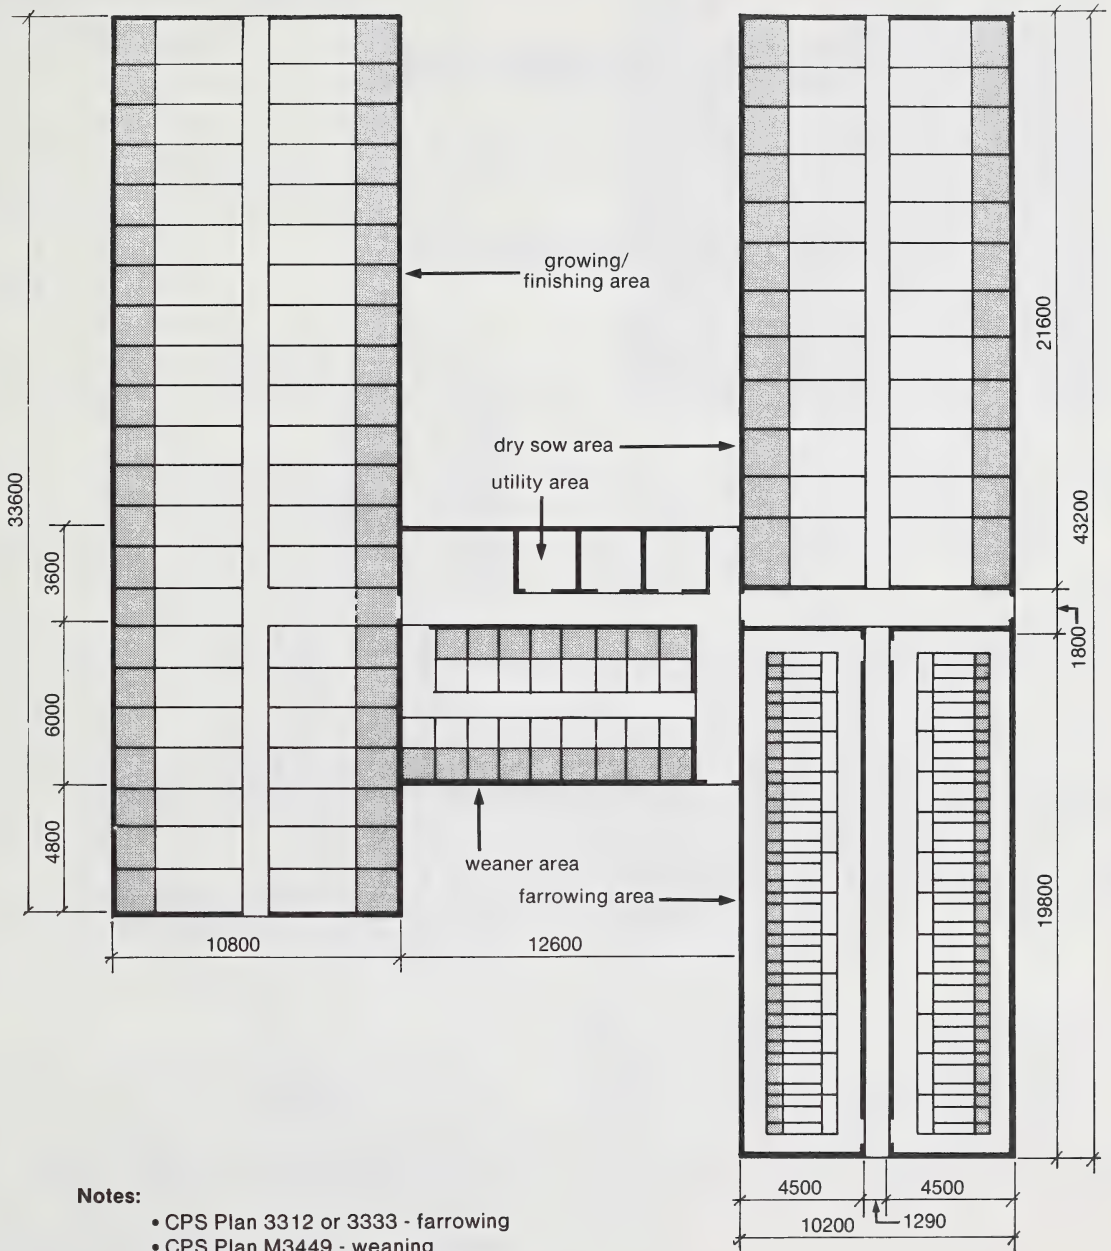 growing/
finishing area
dry sow area
utility area
21600
33600
43200
3600
1800
6000
4800
weaner area
farrowing area
19800
10800
12600
4500
4500
10200
1290
Notes:
• CPS Plan 3312 or 3333 - farrowing
• CPS Plan M3449 - weaning